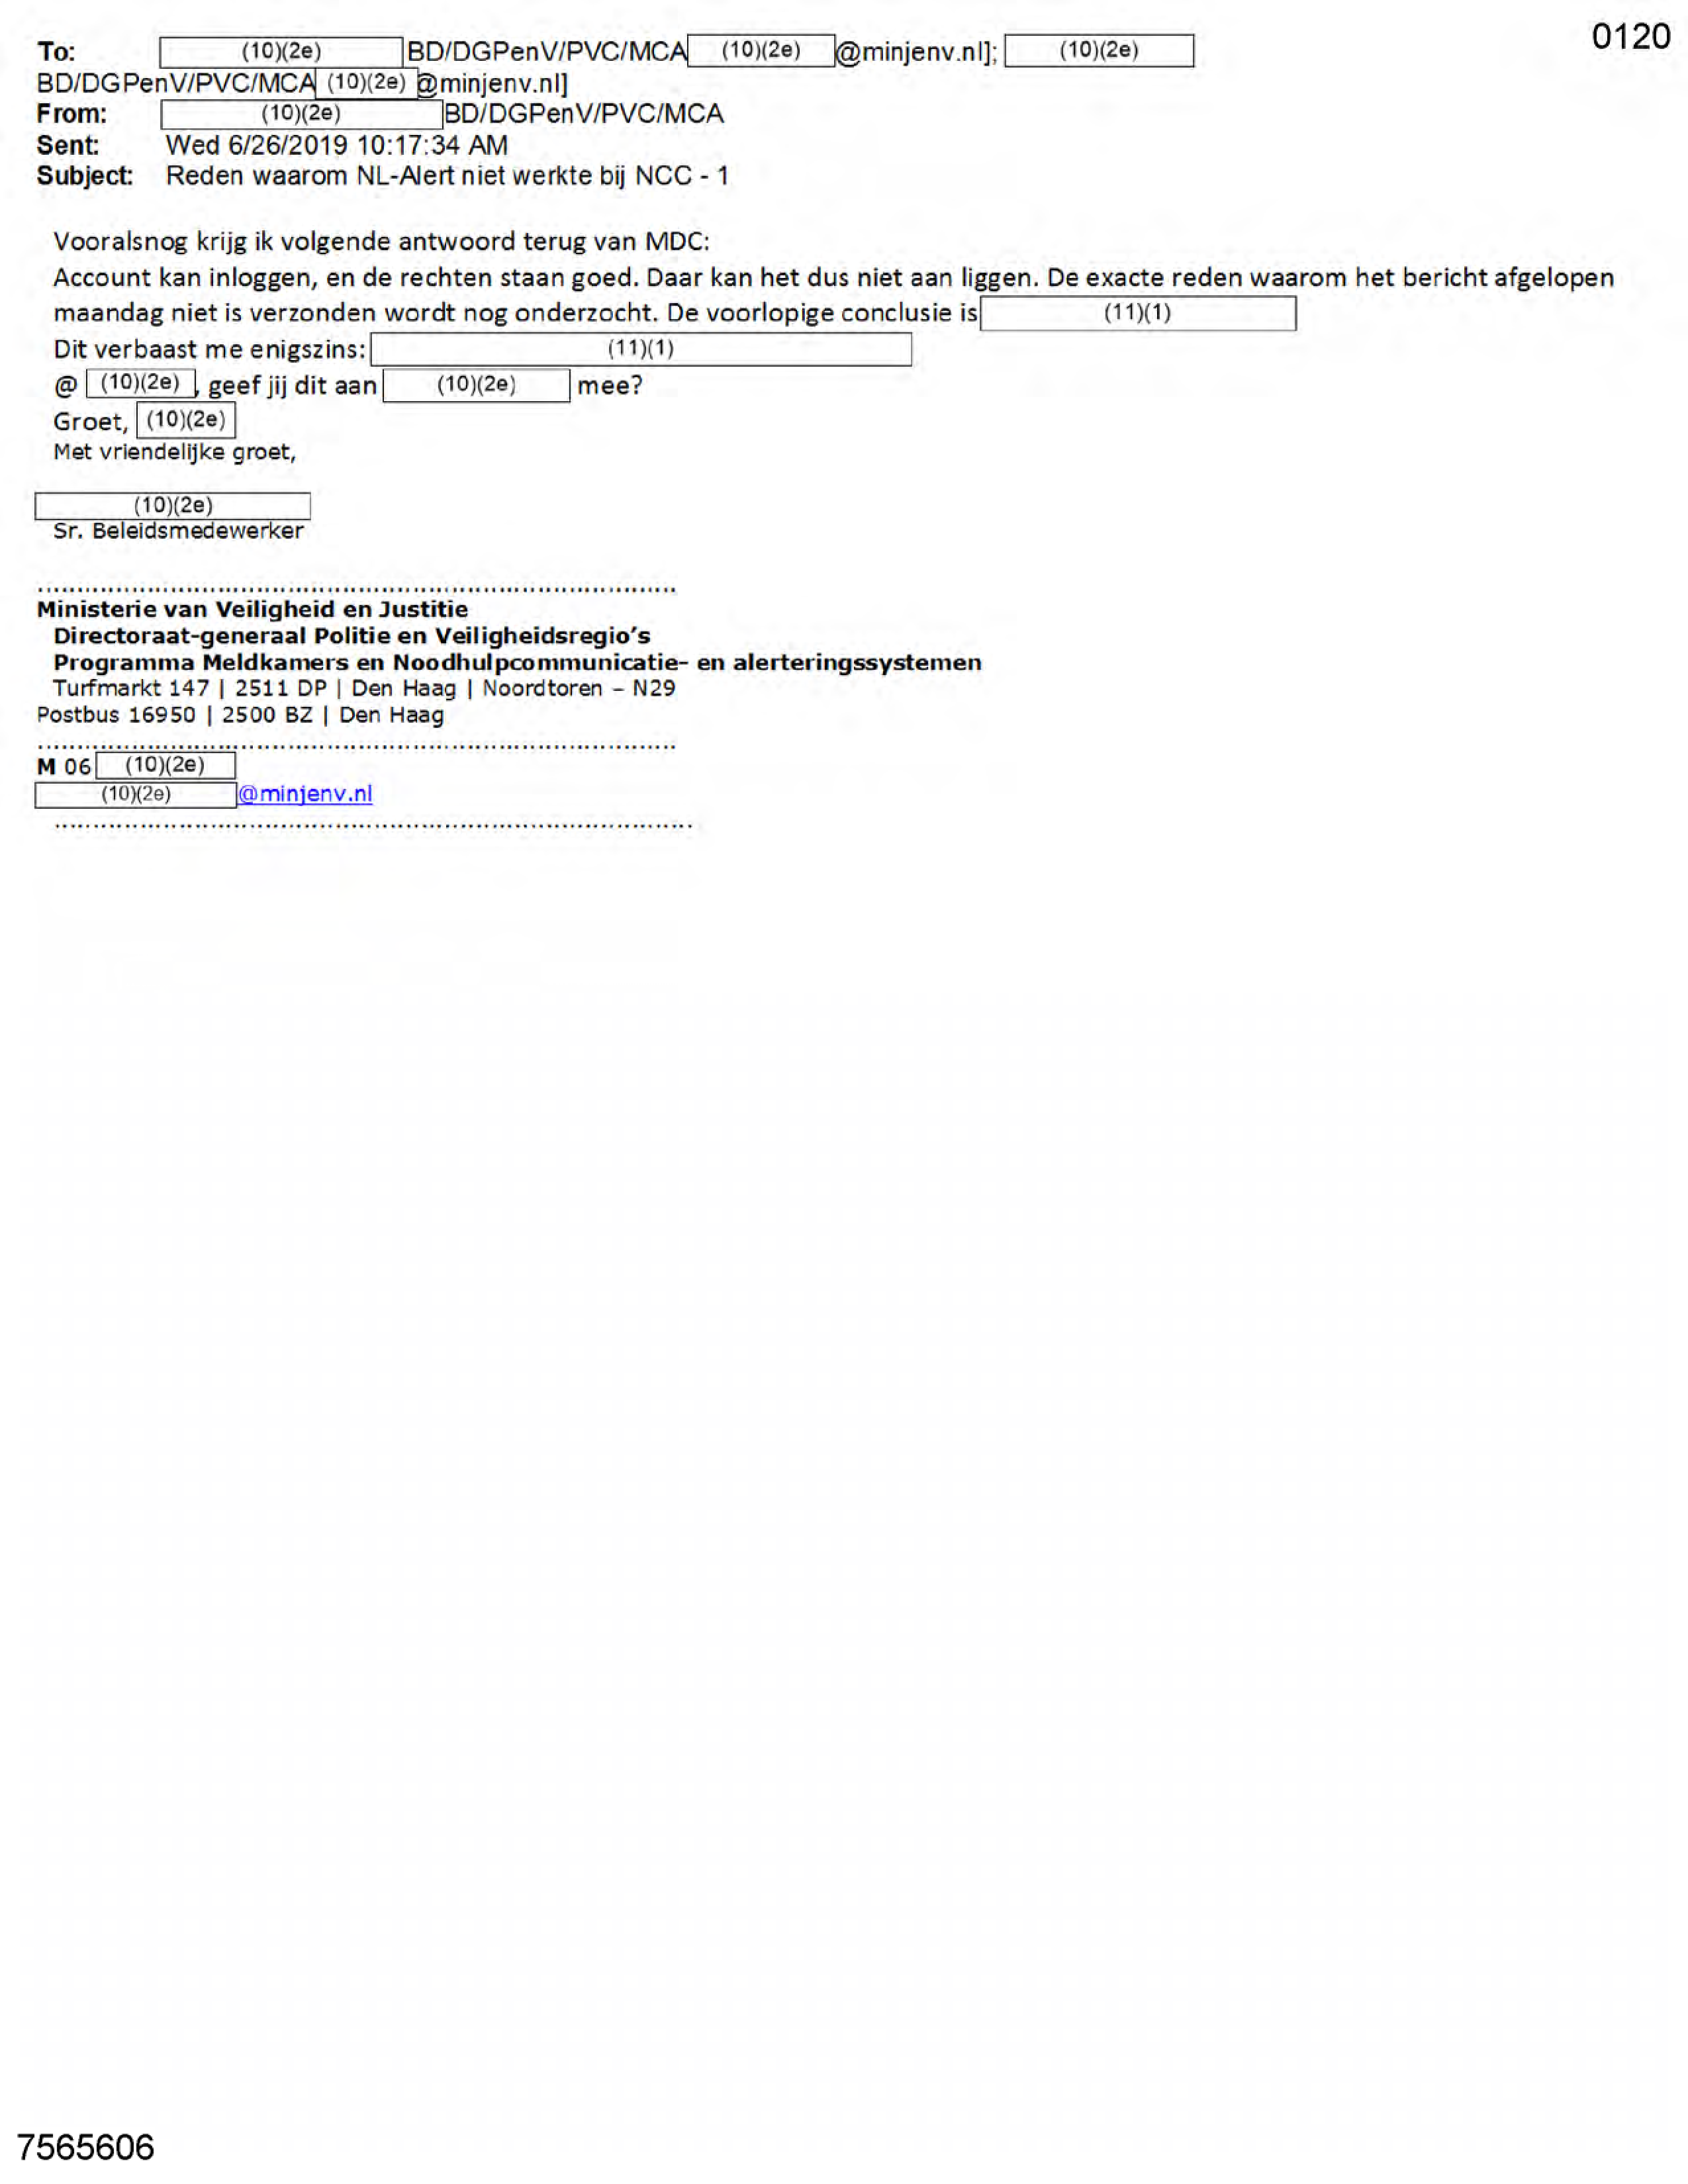 0120
To: (10)(2e) BD/DGPenV/PVC/MCA (10)(2e) @minjenv.nl]; (10)(2e)
BD/DGPenV/PVC/MCA (10)(2e) @minjenv.nl]
From: (10)(2e) BD/DGPenV/PVC/MCA
Sent: Wed 6/26/2019 10:17:34 AM
Subject: Reden waarom NL-Alert niet werkte bij NCC - 1
Vooralsnog krijg ik volgende antwoord terug van MDC:
Account kan inloggen, en de rechten staan goed. Daar kan het dus niet aan liggen. De exacte reden waarom het bericht afgelopen
maandag niet is verzonden wordt nog onderzocht. De voorlopige conclusie is (11)(1)
Dit verbaast me enigszins: (11)(1)
@ (10)(2e) , geef jij dit aan (10)(2e) mee?
Groet, (10)(2e)
Met vriendelijke groet,
(10)(2e)
Sr. Beleidsmedewerker
................................................................................
Ministerie van Veiligheid en Justitie
Directoraat-generaal Politie en Veiligheidsregio's
Programma Meldkamers en Noodhulpcommunicatie- en alerteringssystemen
Turfmarkt 147 | 2511 DP | Den Haag | Noordtoren – N29
Postbus 16950 | 2500 BZ | Den Haag
................................................................................
M 06 (10)(2e)
(10)(2e) @minjenv.nl
................................................................................
7565606